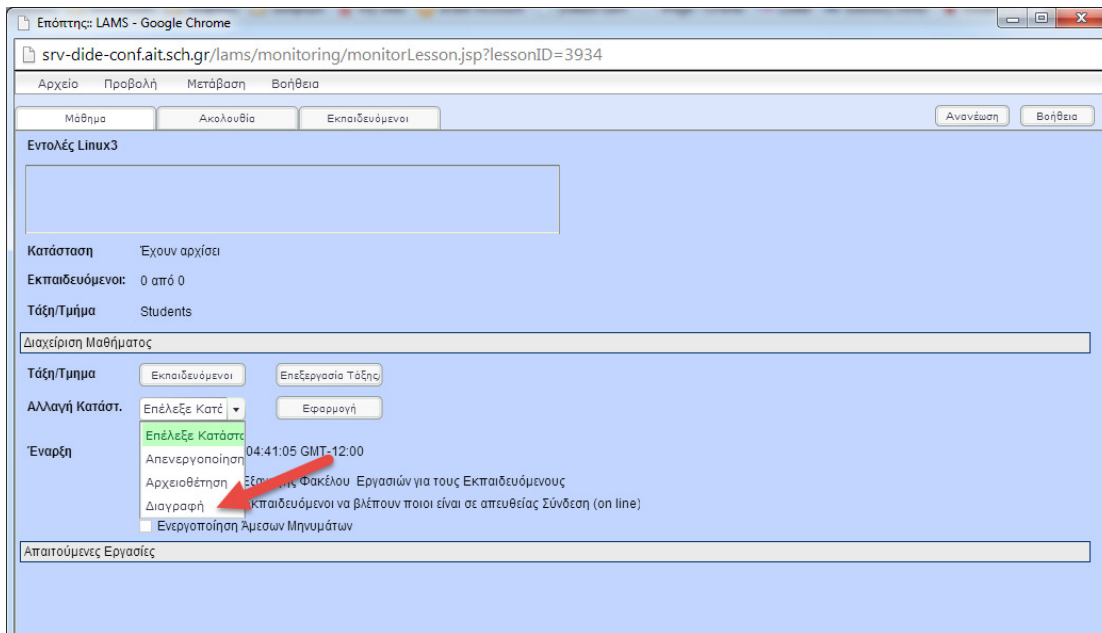 Επόπτης:: LAMS - Google Chrome
srv-dide-conf.ait.sch.gr/lams/monitoring/monitorLesson.jsp?lessonID=3934
Αρχείο Προβολή Μετάβαση Βοήθεια
Μάθημα Ακολουθία Εκπαιδευόμενοι Ανανέωση Βοήθεια
Εντολές Linux3
Κατάσταση Έχουν αρχίσει
Εκπαιδευόμενοι: 0 από 0
Τάξη/Τμήμα Students
Διαχείριση Μαθήματος
Τάξη/Τμημα Εκπαιδευόμενοι Επεξεργασία Τάξης
Αλλαγή Κατάστ. Επέλεξε Κατά Εφαρμογή
Επέλεξε Κατάστα
Έναρξη 04:41:05 GMT-12:00
Απενεργοποίηση
Αρχειοθέτηση Φακέλου Εργασιών για τους Εκπαιδευόμενους
Διαγραφή κπαιδευόμενοι να βλέπουν ποιοι είναι σε απευθείας Σύνδεση (on line)
Ενεργοποίηση Άμεσων Μηνυμάτων
Απαιτούμενες Εργασίες